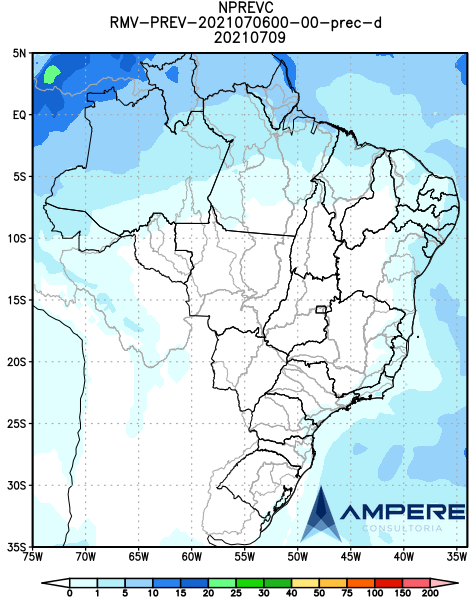 NPREVC
RMV-PREV-2021070600-00-prec-d
20210709
5N
EQ
5S
10S
15S
20S
25S
30S
35S
75W 70W 65W 60W 55W 50W 45W 40W 35W
AMPERE
CONSULTORIA
0 1 5 10 15 20 25 30 40 50 75 100 150 200